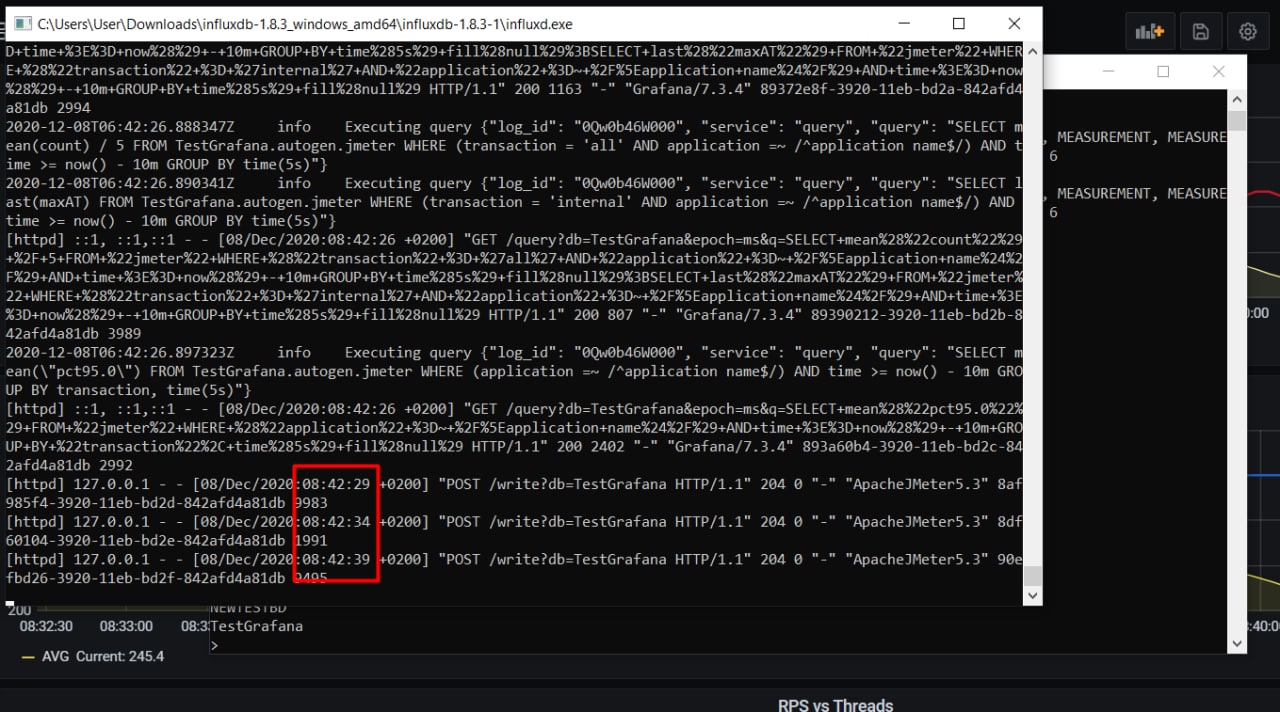 C:\Users\User\Downloads\influxdb-1.8.3_windows_amd64\influxdb-1.8.3-1\influxd.exe
D+time+%3E%3D+now%28%29+-+10m+GROUP+BY+time%285s%29+fill%28null%29%3BSELECT+last%28%22maxAT%22%29+FROM+%22jmeter%22+WHER
E+%28%22transaction%22+%3D+%27internal%27+AND+%22application%22+%3D~+%2F%5Eapplication+name%24%2F%29+AND+time+%3E%3D+now
%28%29+-+10m+GROUP+BY+time%285s%29+fill%28null%29 HTTP/1.1" 200 1163 "-" "Grafana/7.3.4" 89372e8f-3920-11eb-bd2a-842afd4
a81db 2994
2020-12-08T06:42:26.888347Z     info    Executing query {"log_id": "0Qw0b46W000", "service": "query", "query": "SELECT m
ean(count) / 5 FROM TestGrafana.autogen.jmeter WHERE (transaction = 'all' AND application =~ /^application name$/) AND t
ime >= now() - 10m GROUP BY time(5s)"}
2020-12-08T06:42:26.890341Z     info    Executing query {"log_id": "0Qw0b46W000", "service": "query", "query": "SELECT l
ast(maxAT) FROM TestGrafana.autogen.jmeter WHERE (transaction = 'internal' AND application =~ /^application name$/) AND
time >= now() - 10m GROUP BY time(5s)"}
[httpd] ::1, ::1,::1 - - [08/Dec/2020:08:42:26 +0200] "GET /query?db=TestGrafana&epoch=ms&q=SELECT+mean%28%22count%22%29
+%2F+5+FROM+%22jmeter%22+WHERE+%28%22transaction%22+%3D+%27all%27+AND+%22application%22+%3D~+%2F%5Eapplication+name%24%2
F%29+AND+time+%3E%3D+now%28%29+-+10m+GROUP+BY+time%285s%29+fill%28null%29%3BSELECT+last%28%22maxAT%22%29+FROM+%22jmeter%
22+WHERE+%28%22transaction%22+%3D+%27internal%27+AND+%22application%22+%3D~+%2F%5Eapplication+name%24%2F%29+AND+time+%3E
%3D+now%28%29+-+10m+GROUP+BY+time%285s%29+fill%28null%29 HTTP/1.1" 200 807 "-" "Grafana/7.3.4" 89390212-3920-11eb-bd2b-8
42afd4a81db 3989
2020-12-08T06:42:26.897323Z     info    Executing query {"log_id": "0Qw0b46W000", "service": "query", "query": "SELECT m
ean(\"pct95.0\") FROM TestGrafana.autogen.jmeter WHERE (application =~ /^application name$/) AND time >= now() - 10m GRO
UP BY transaction, time(5s)"}
[httpd] ::1, ::1,::1 - - [08/Dec/2020:08:42:26 +0200] "GET /query?db=TestGrafana&epoch=ms&q=SELECT+mean%28%22pct95.0%22%
29+FROM+%22jmeter%22+WHERE+%28%22application%22+%3D~+%2F%5Eapplication+name%24%2F%29+AND+time+%3E%3D+now%28%29+-+10m+GRO
UP+BY+%22transaction%22%2C+time%285s%29+fill%28null%29 HTTP/1.1" 200 2402 "-" "Grafana/7.3.4" 893a60b4-3920-11eb-bd2c-84
2afd4a81db 2992
[httpd] 127.0.0.1 - - [08/Dec/2020:08:42:29 +0200] "POST /write?db=TestGrafana HTTP/1.1" 204 0 "-" "ApacheJMeter5.3" 8af
985f4-3920-11eb-bd2d-842afd4a81db 9983
[httpd] 127.0.0.1 - - [08/Dec/2020:08:42:34 +0200] "POST /write?db=TestGrafana HTTP/1.1" 204 0 "-" "ApacheJMeter5.3" 8df
60104-3920-11eb-bd2e-842afd4a81db 1991
[httpd] 127.0.0.1 - - [08/Dec/2020:08:42:39 +0200] "POST /write?db=TestGrafana HTTP/1.1" 204 0 "-" "ApacheJMeter5.3" 90e
fbd26-3920-11eb-bd2f-842afd4a81db 9495
, MEASUREMENT, MEASURE
6
, MEASUREMENT, MEASURE
6
:00
NEWTESTBD
TestGrafana
>
200
08:32:30 08:33:00 08:3
:40:0
AVG Current: 245.4
RPS vs Threads